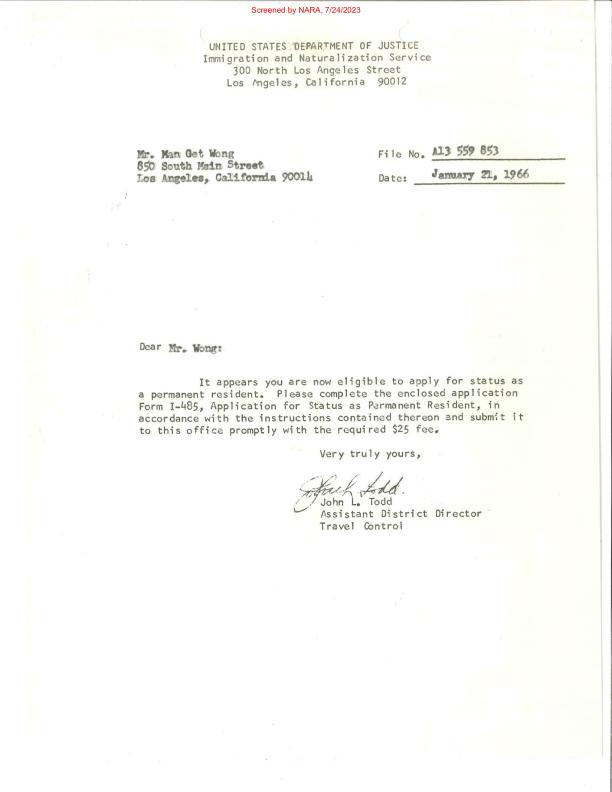 Screened by NARA, 7/24/2023
UNITED STATES DEPARTMENT OF JUSTICE
Immigration and Naturalization Service
300 North Los Angeles Street
Los Angeles, California 90012
Mr. Man Get Wong
850 South Main Street
Los Angeles, California 90014
File No. A13 559 853
Date: January 21, 1966
Dear Mr. Wong:
It appears you are now eligible to apply for status as
a permanent resident. Please complete the enclosed application
Form I-485, Application for Status as Permanent Resident, in
accordance with the instructions contained thereon and submit it
to this office promptly with the required $25 fee.
Very truly yours,
John L. Todd
Assistant District Director
Travel Control